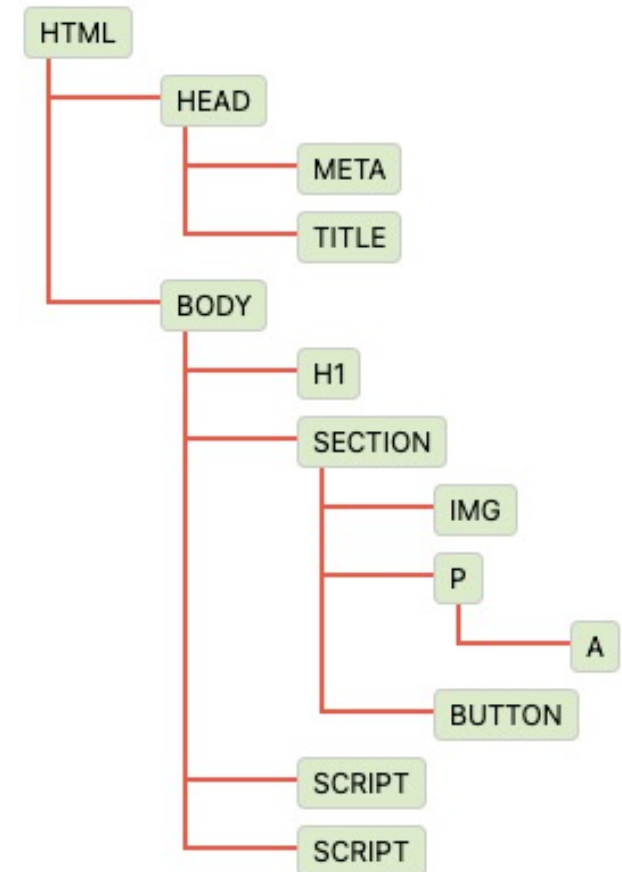 HTML
HEAD
META
TITLE
BODY
H1
SECTION
IMG
P
A
BUTTON
SCRIPT
SCRIPT